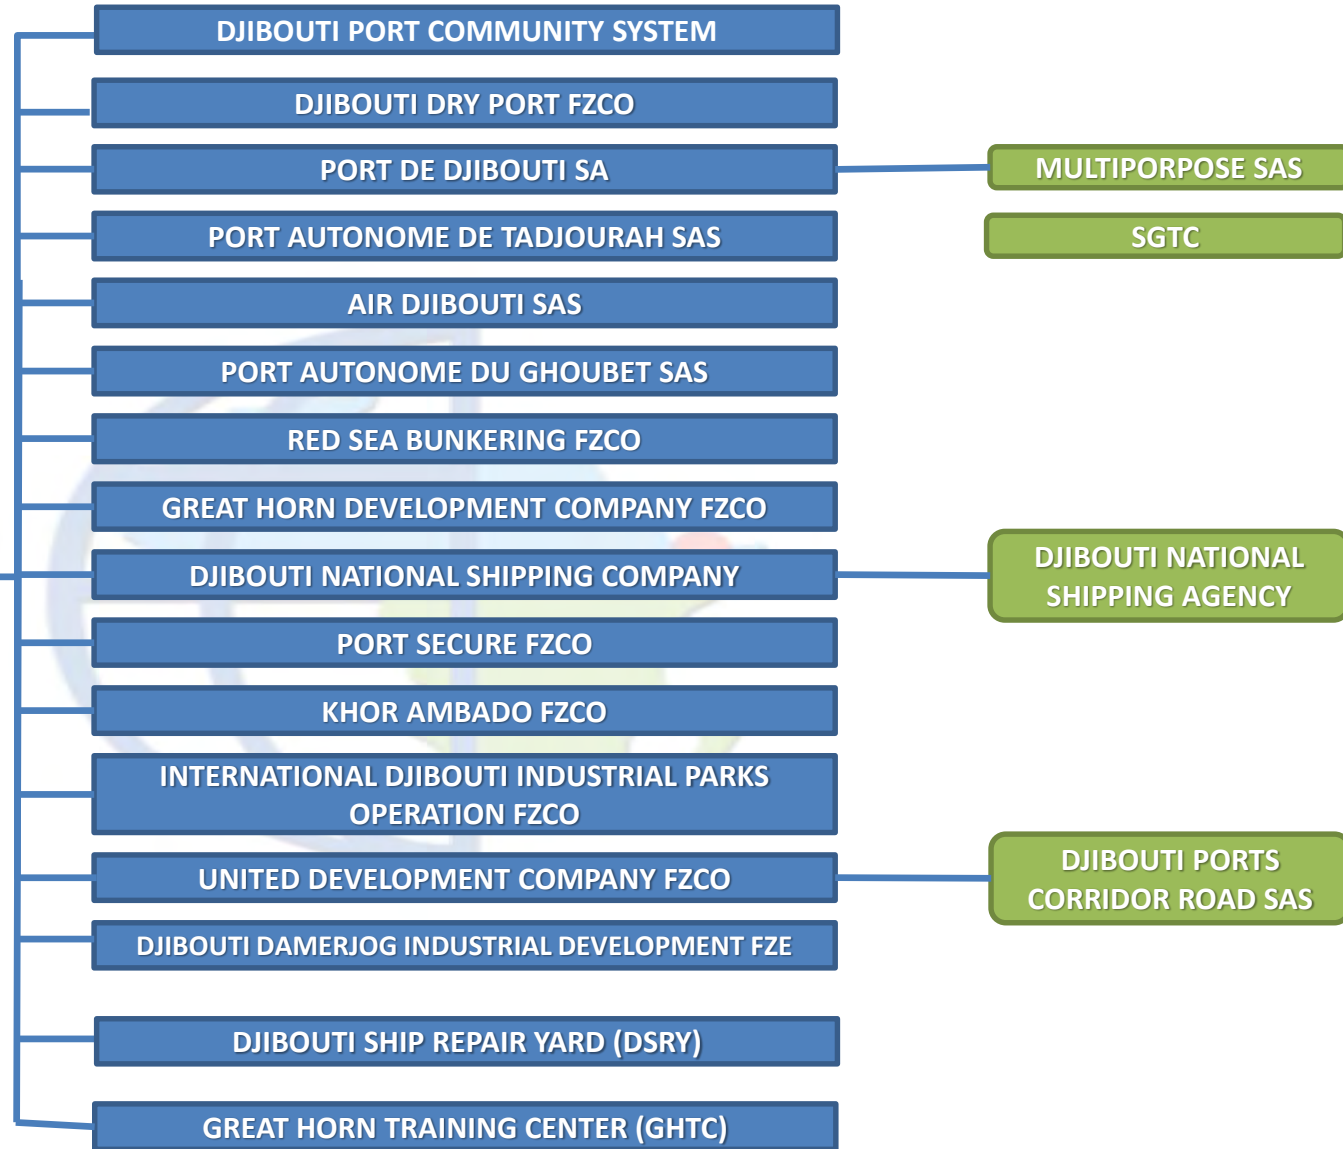 DJIBOUTI PORT COMMUNITY SYSTEM
DJIBOUTI DRY PORT FZCO
PORT DE DJIBOUTI SA
MULTIPORPOSE SAS
PORT AUTONOME DE TADJOURAH SAS
SGTC
AIR DJIBOUTI SAS
PORT AUTONOME DU GHOUBET SAS
RED SEA BUNKERING FZCO
GREAT HORN DEVELOPMENT COMPANY FZCO
DJIBOUTI NATIONAL SHIPPING COMPANY
DJIBOUTI NATIONAL
SHIPPING AGENCY
PORT SECURE FZCO
KHOR AMBADO FZCO
INTERNATIONAL DJIBOUTI INDUSTRIAL PARKS
OPERATION FZCO
UNITED DEVELOPMENT COMPANY FZCO
DJIBOUTI PORTS
CORRIDOR ROAD SAS
DJIBOUTI DAMERJOG INDUSTRIAL DEVELOPMENT FZE
DJIBOUTI SHIP REPAIR YARD (DSRY)
GREAT HORN TRAINING CENTER (GHTC)